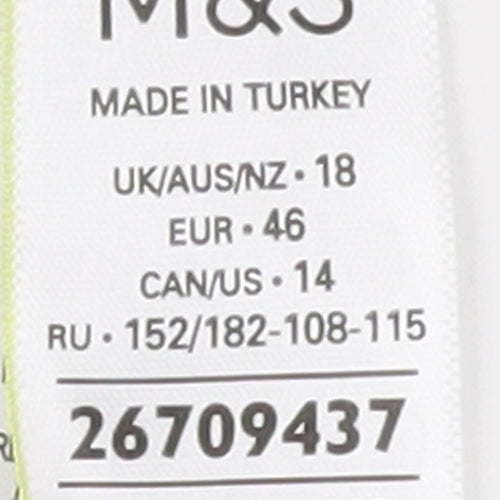 M&S
MADE IN TURKEY
UK/AUS/NZ • 18
EUR • 46
CAN/US • 14
RU • 152/182-108-115
26709437